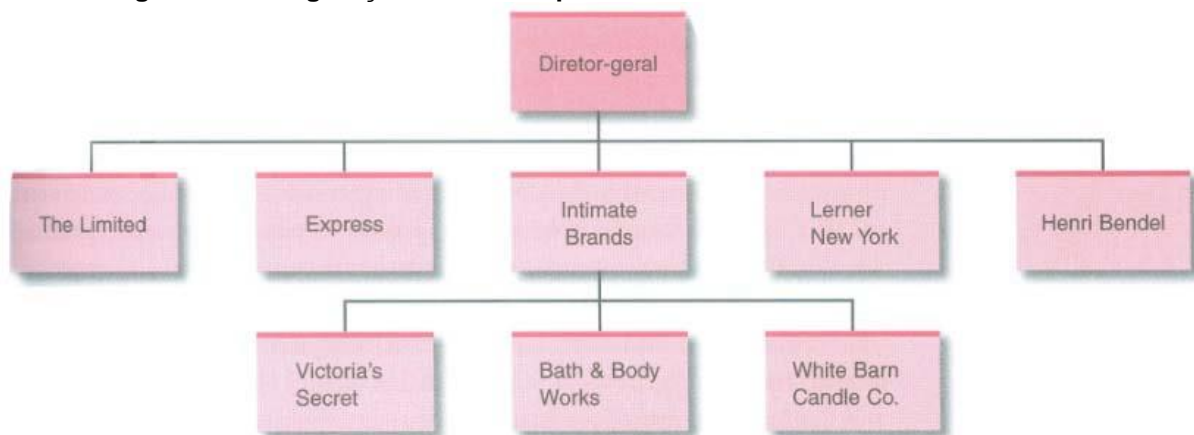 Diretor-geral
The Limited
Express
Intimate
Brands
Lerner
New York
Henri Bendel
Victoria's
Secret
Bath & Body
Works
White Barn
Candle Co.